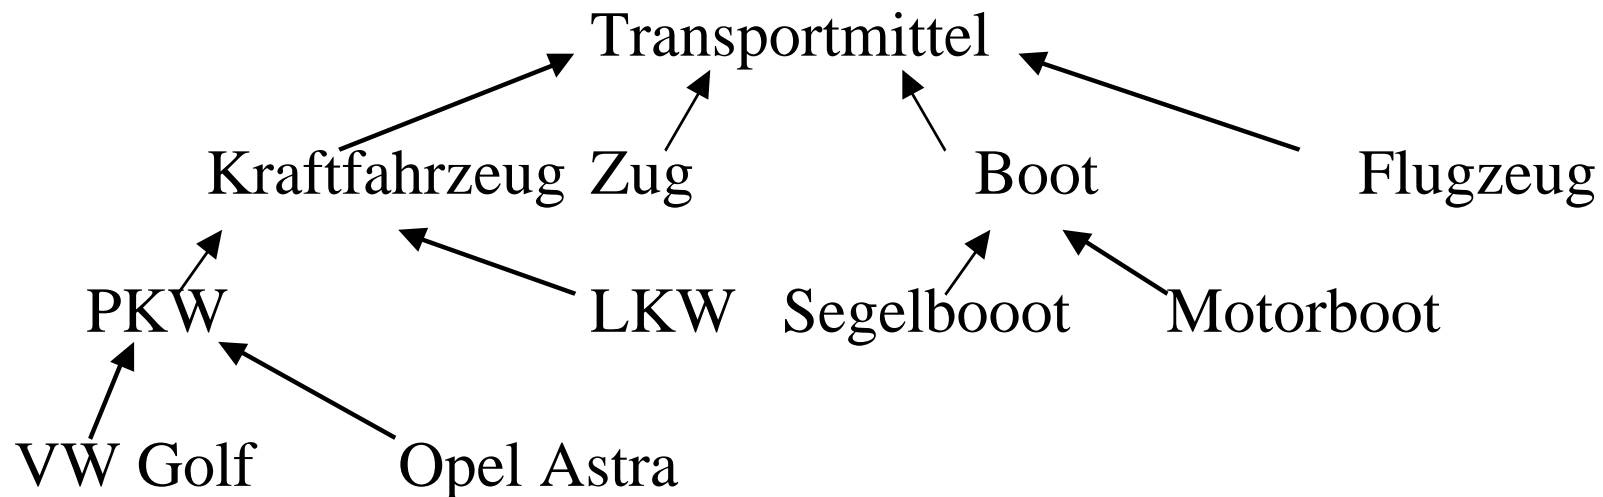 Transportmittel
Kraftfahrzeug Zug Boot Flugzeug
PKW LKW Segelbooot Motorboot
VW Golf Opel Astra